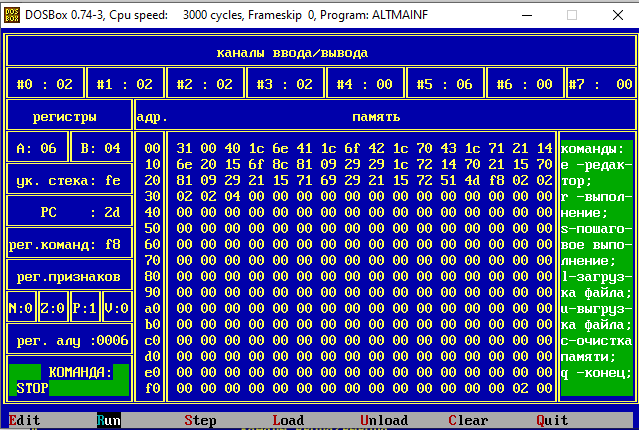 DOSBox 0.74-3, Cpu speed: 3000 cycles, Frameskip 0, Program: ALTMAINF
каналы ввода/вывода
#0 : 02 #1 : 02 #2 : 02 #3 : 02 #4 : 00 #5 : 06 #6 : 00 #7 : 00
регистры адр. память
A: 06 B: 04
ук. стека: fe
PC : 2d
рег.команд: f8
рег.признаков
N:0 Z:0 P:1 V:0
рег. алу :0006
КОМАНДА:
STOP
00 31 00 40 1c 6e 41 1c 6f 42 1c 70 43 1c 71 21 14
10 6e 20 15 6f 8c 81 09 29 29 1c 72 14 70 21 15 70
20 81 09 29 21 15 71 69 29 21 15 72 51 4d f8 02 02
30 02 02 04 00 00 00 00 00 00 00 00 00 00 00 00 00
40 00 00 00 00 00 00 00 00 00 00 00 00 00 00 00 00
50 00 00 00 00 00 00 00 00 00 00 00 00 00 00 00 00
60 00 00 00 00 00 00 00 00 00 00 00 00 00 00 00 00
70 00 00 00 00 00 00 00 00 00 00 00 00 00 00 00 00
80 00 00 00 00 00 00 00 00 00 00 00 00 00 00 00 00
90 00 00 00 00 00 00 00 00 00 00 00 00 00 00 00 00
a0 00 00 00 00 00 00 00 00 00 00 00 00 00 00 00 00
b0 00 00 00 00 00 00 00 00 00 00 00 00 00 00 00 00
c0 00 00 00 00 00 00 00 00 00 00 00 00 00 00 00 00
d0 00 00 00 00 00 00 00 00 00 00 00 00 00 00 00 00
e0 00 00 00 00 00 00 00 00 00 00 00 00 00 00 00 00
f0 00 00 00 00 00 00 00 00 00 00 00 00 00 00 02 00
команды:
e -редак-
тор;
r -выпол-
нение;
s-пошаго-
вое выпо-
лнение;
l-загруз-
ка файла;
u-выгруз-
ка файла;
c-очистка
памяти;
q -конец;
Edit Run Step Load Unload Clear Quit